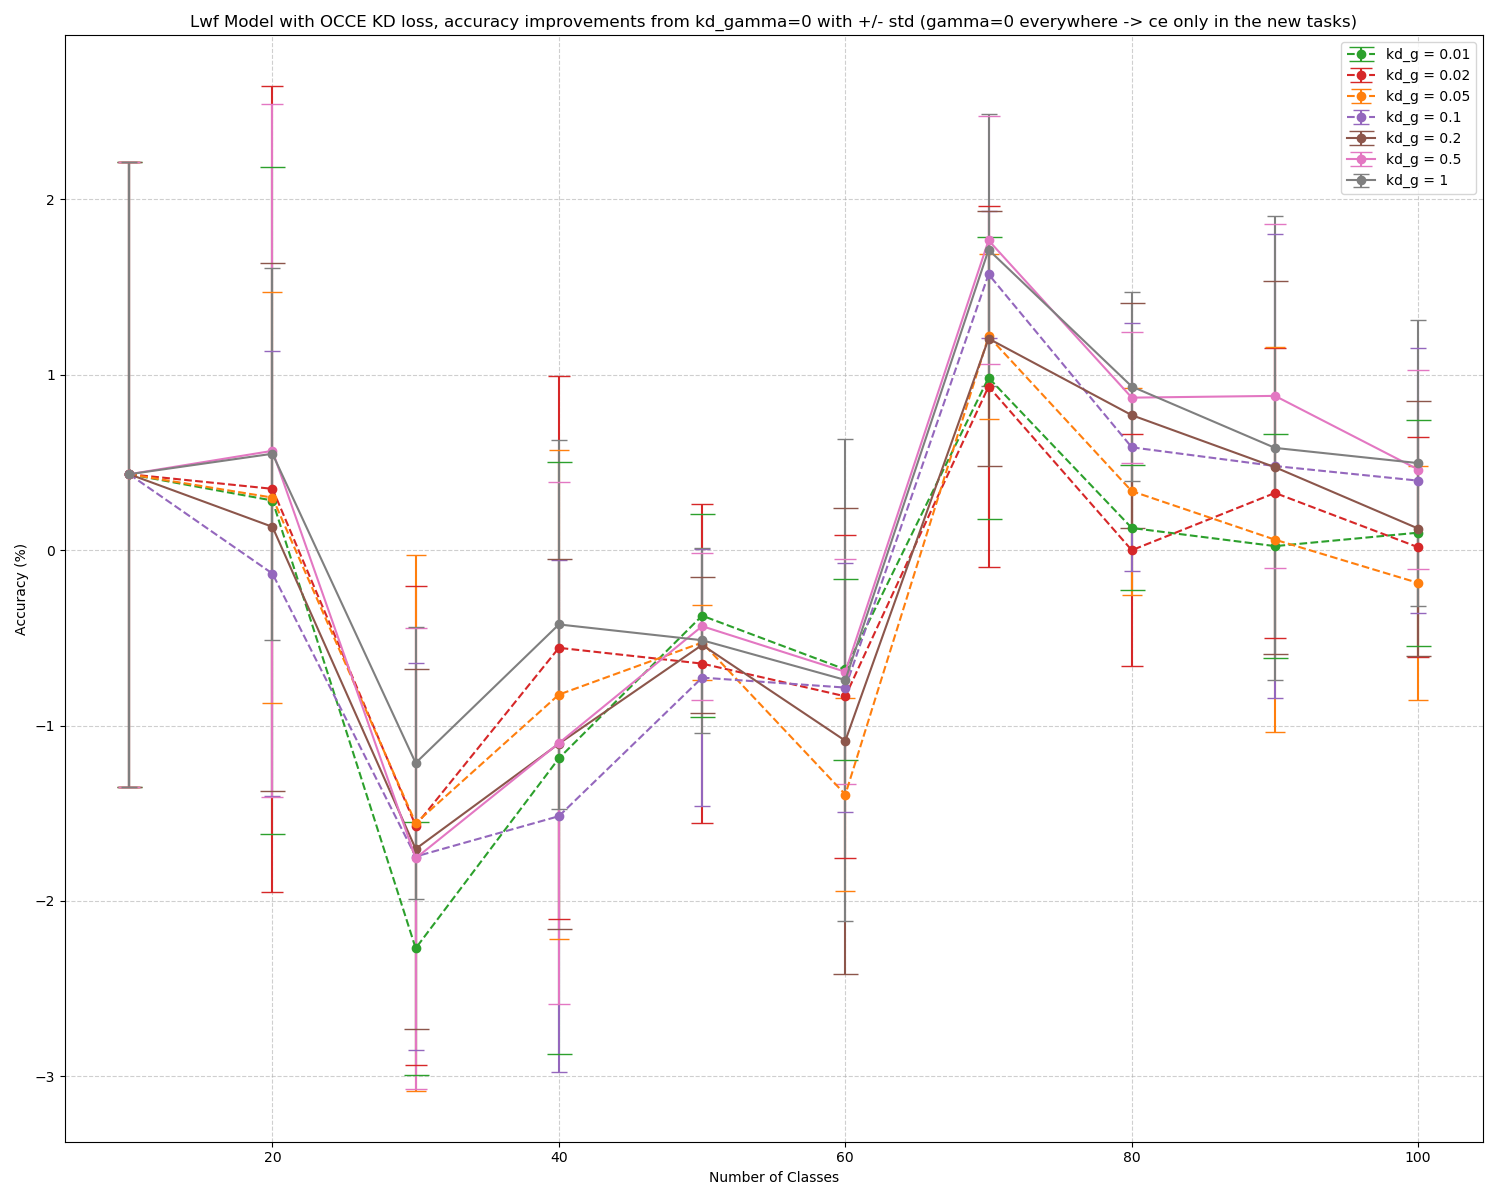 Lwf Model with OCCE KD loss, accuracy improvements from kd_gamma=0 with +/- std (gamma=0 everywhere -> ce only in the new tasks)
kd_g = 0.01
kd_g = 0.02
kd_g = 0.05
kd_g = 0.1
kd_g = 0.2
kd_g = 0.5
kd_g = 1
2
1
0
−1
−2
−3
Accuracy (%)
20
40
60
80
100
Number of Classes